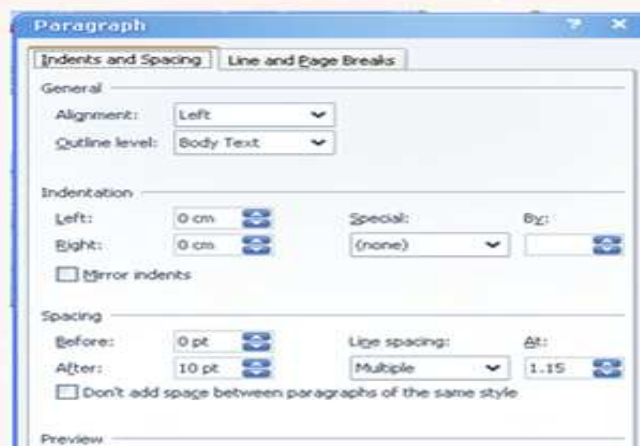 Paragraph ? ×
Indents and Spacing Line and Page Breaks
General
Alignment: Left
Outline level: Body Text
Indentation
Left: 0 cm Special: By:
Right: 0 cm (none)
Mirror indents
Spacing
Before: 0 pt Line spacing: At:
After: 10 pt Multiple 1.15
Don't add space between paragraphs of the same style
Preview